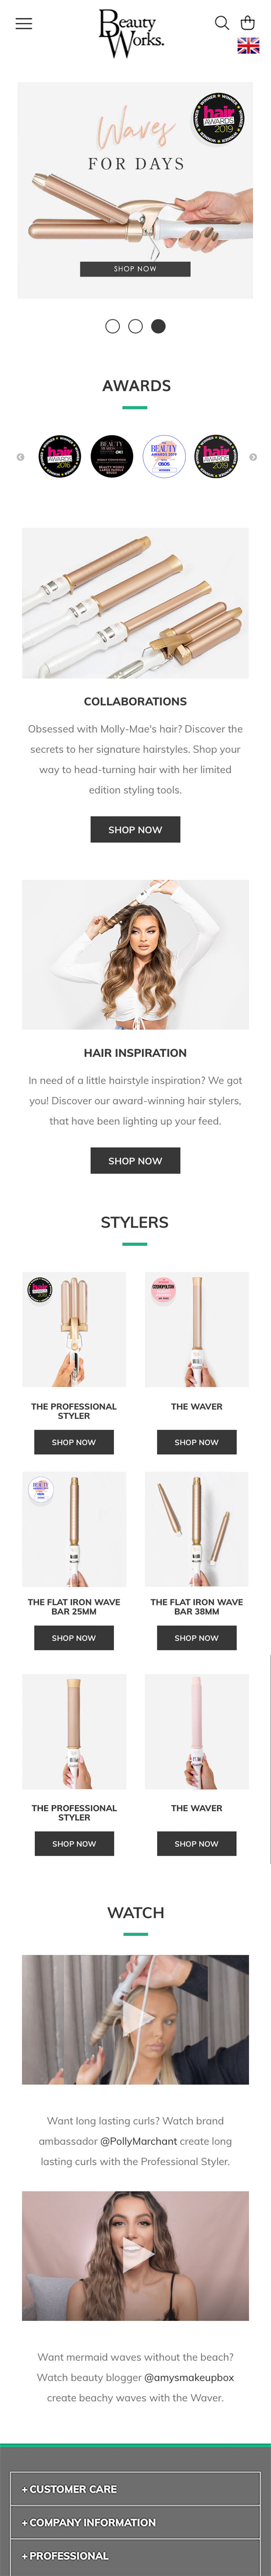 Beauty
Works.
hair
AWARDS
2019
Waves
FOR DAYS
SHOP NOW
AWARDS
hair
AWARDS
2016
BEAUTY
AWARDS
OK!
hair
AWARDS
2019
BEAUTY
AWARDS 2019
asos
COLLABORATIONS
Obsessed with Molly-Mae's hair? Discover the
secrets to her signature hairstyles. Shop your
way to head-turning hair with her limited
edition styling tools.
SHOP NOW
HAIR INSPIRATION
In need of a little hairstyle inspiration? We got
you! Discover our award-winning hair stylers,
that have been lighting up your feed.
SHOP NOW
STYLERS
hair
COSMOPOLITAN
THE PROFESSIONAL
STYLER
THE WAVER
SHOP NOW
SHOP NOW
BEAUTY
THE FLAT IRON WAVE
BAR 25MM
THE FLAT IRON WAVE
BAR 38MM
SHOP NOW
SHOP NOW
THE PROFESSIONAL
STYLER
THE WAVER
SHOP NOW
SHOP NOW
WATCH
Want long lasting curls? Watch brand
ambassador @PollyMarchant create long
lasting curls with the Professional Styler.
Want mermaid waves without the beach?
Watch beauty blogger @amysmakeupbox
create beachy waves with the Waver.
+ CUSTOMER CARE
+ COMPANY INFORMATION
+ PROFESSIONAL